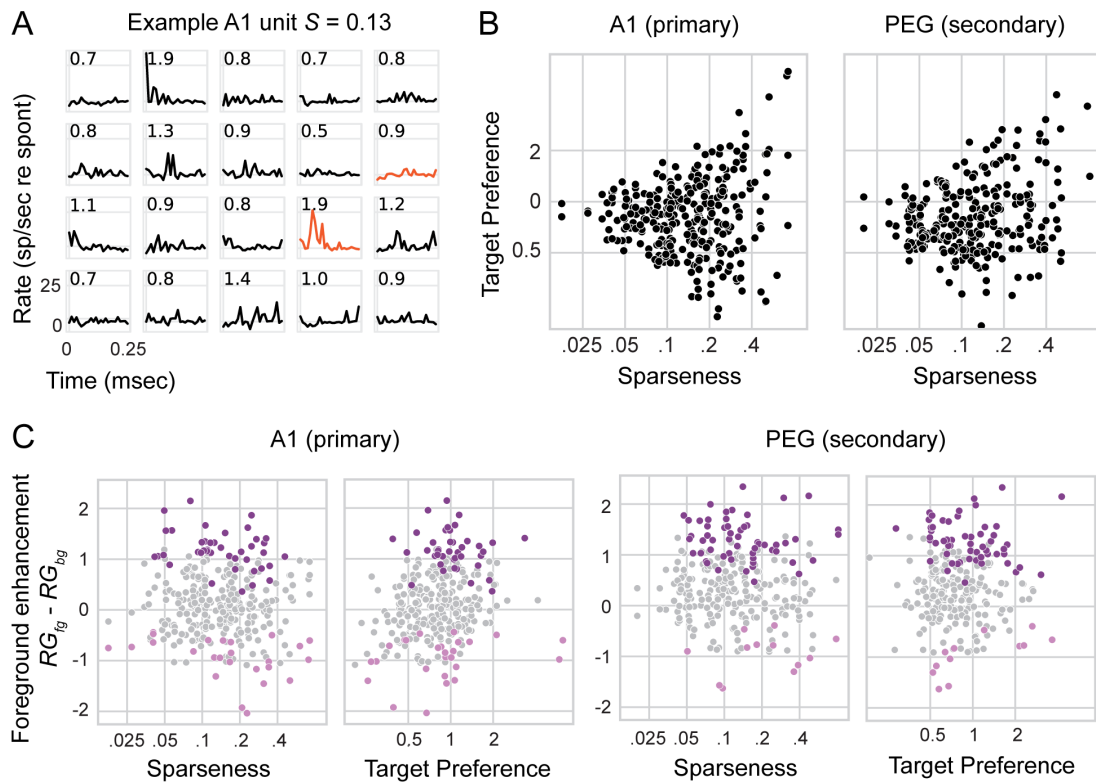 A
Example A1 unit S = 0.13
Rate (sp/sec re spont)
0.7 1.9 0.8 0.7 0.8
0.8 1.3 0.9 0.5 0.9
1.1 0.9 0.8 1.9 1.2
0.7 0.8 1.4 1.0 0.9
25
0
0 0.25
Time (msec)
B
A1 (primary) PEG (secondary)
Target Preference
2
0
0.5
.025 .05 .1 .2 .4 .025 .05 .1 .2 .4
Sparseness Sparseness
C
A1 (primary) PEG (secondary)
Foreground enhancement
RGfg - RGbg
2 2
1 1
0 0
-1 -1
-2 -2
.025 .05 .1 .2 .4 0.5 1 2 .025 .05 .1 .2 .4 0.5 1 2
Sparseness Target Preference Sparseness Target Preference